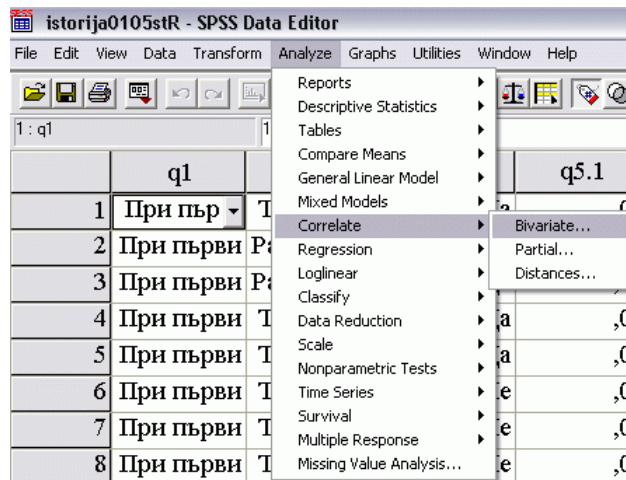 istorija0105stR - SPSS Data Editor
File Edit View Data Transform Analyze Graphs Utilities Window Help
1 : q1
Reports
Descriptive Statistics
Tables
Compare Means
General Linear Model
Mixed Models
Correlate
Regression
Loglinear
Classify
Data Reduction
Scale
Nonparametric Tests
Time Series
Survival
Multiple Response
Missing Value Analysis...
Bivariate...
Partial...
Distances...
q1 q5.1
1 При пър
2 При първи
3 При първи
4 При първи
5 При първи
6 При първи
7 При първи
8 При първи